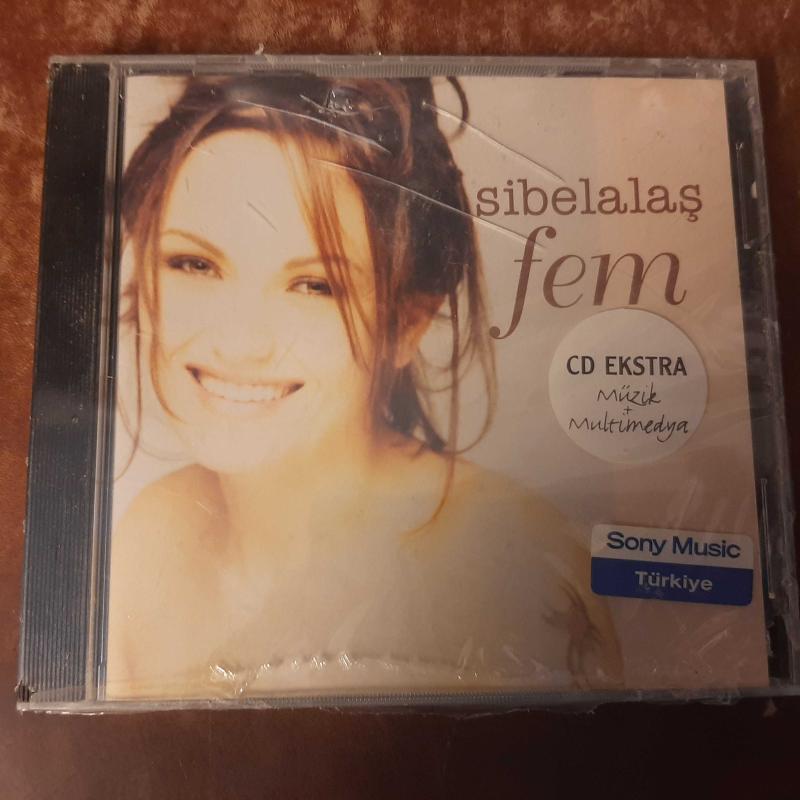 sibelalaş
fem
CD EKSTRA
Müzik
+
Multimedya
Sony Music
Türkiye